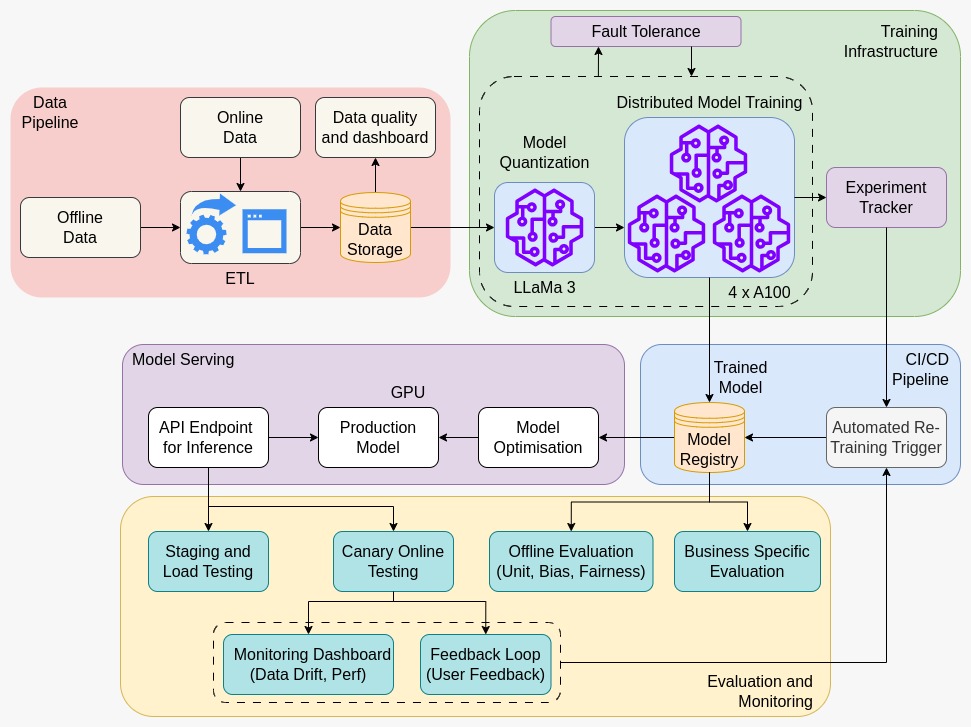 Fault Tolerance
Training
Infrastructure
Data
Pipeline
Online
Data
Data quality
and dashboard
Distributed Model Training
Model
Quantization
Offline
Data
ETL
Data
Storage
LLaMa 3
4 x A100
Experiment
Tracker
Model Serving
GPU
API Endpoint
for Inference
Production
Model
Model
Optimisation
Trained
Model
CI/CD
Pipeline
Model
Registry
Automated Re-
Training Trigger
Staging and
Load Testing
Canary Online
Testing
Offline Evaluation
(Unit, Bias, Fairness)
Business Specific
Evaluation
Monitoring Dashboard
(Data Drift, Perf)
Feedback Loop
(User Feedback)
Evaluation and
Monitoring